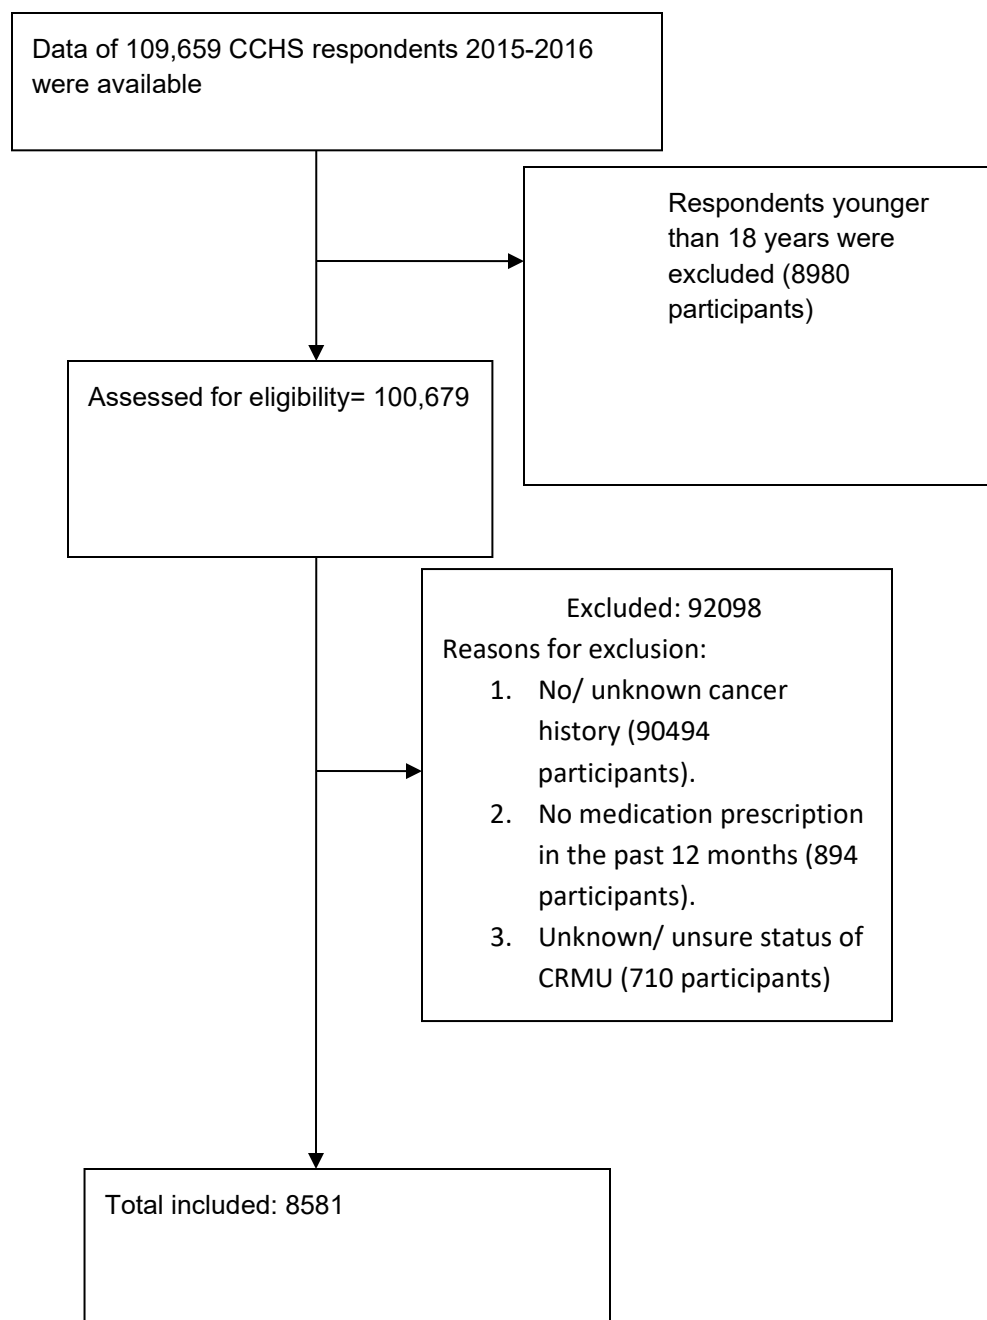 Data of 109,659 CCHS respondents 2015-2016
were available
Respondents younger
than 18 years were
excluded (8980
participants)
Assessed for eligibility= 100,679
Excluded: 92098
Reasons for exclusion:
1. No/ unknown cancer
history (90494
participants).
2. No medication prescription
in the past 12 months (894
participants).
3. Unknown/ unsure status of
CRMU (710 participants)
Total included: 8581